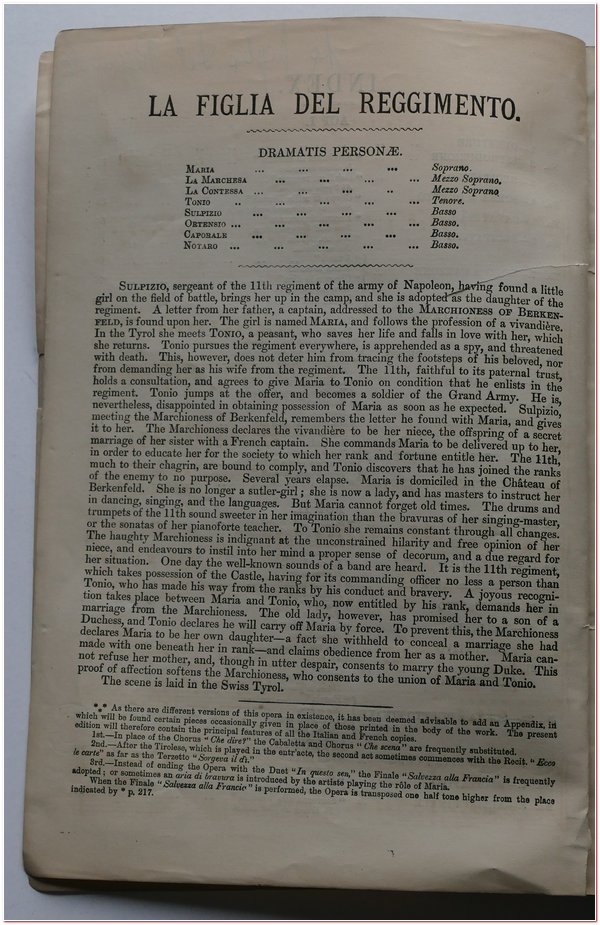 LA FIGLIA DEL REGGIMENTO.
DRAMATIS PERSONÆ.
MARIA ... ... ... ... Soprano.
LA MARCHESA ... ... ... ... Mezzo Soprano.
LA CONTESSA ... ... ... .. Mezzo Soprano.
TONIO .. ... ... ... ... Tenore.
SULPIZIO ... ... ... ... Basso
ORTENSIO ... ... ... ... ... Basso.
CAPORALE ... ... ... ... Basso.
NOTARO ... ... ... ... ... Basso.
SULPIZIO, sergeant of the 11th regiment of the army of Napoleon, having found a little
girl on the field of battle, brings her up in the camp, and she is adopted as the daughter of the
regiment. A letter from her father, a captain, addressed to the MARCHIONESS OF BERKEN-
FELD, is found upon her. The girl is named MARIA, and follows the profession of a vivandière.
In the Tyrol she meets TONIO, a peasant, who saves her life and falls in love with her, which
she returns. Tonio pursues the regiment everywhere, is apprehended as a spy, and threatened
with death. This, however, does not deter him from tracing the footsteps of his beloved, nor
from demanding her as his wife from the regiment. The 11th, faithful to its paternal trust,
holds a consultation, and agrees to give Maria to Tonio on condition that he enlists in the
regiment. Tonio jumps at the offer, and becomes a soldier of the Grand Army. He is,
nevertheless, disappointed in obtaining possession of Maria as soon as he expected. Sulpizio,
meeting the Marchioness of Berkenfeld, remembers the letter he found with Maria, and gives
it to her. The Marchioness declares the vivandière to be her niece, the offspring of a secret
marriage of her sister with a French captain. She commands Maria to be delivered up to her,
in order to educate her for the society to which her rank and fortune entitle her. The 11th,
much to their chagrin, are bound to comply, and Tonio discovers that he has joined the ranks
of the enemy to no purpose. Several years elapse. Maria is domiciled in the Château of
Berkenfeld. She is no longer a sutler-girl; she is now a lady, and has masters to instruct her
in dancing, singing, and the languages. But Maria cannot forget old times. The drums and
trumpets of the 11th sound sweeter in her imagination than the bravuras of her singing-master,
or the sonatas of her pianoforte teacher. To Tonio she remains constant through all changes.
The haughty Marchioness is indignant at the unconstrained hilarity and free opinion of her
niece, and endeavours to instil into her mind a proper sense of decorum, and a due regard for
her situation. One day the well-known sounds of a band are heard. It is the 11th regiment,
which takes possession of the Castle, having for its commanding officer no less a person than
Tonio, who has made his way from the ranks by his conduct and bravery. A joyous recogni-
tion takes place between Maria and Tonio, who, now entitled by his rank, demands her in
marriage from the Marchioness. The old lady, however, has promised her to a son of a
Duchess, and Tonio declares he will carry off Maria by force. To prevent this, the Marchioness
declares Maria to be her own daughter—a fact she withheld to conceal a marriage she had
made with one beneath her in rank—and claims obedience from her as a mother. Maria can-
not refuse her mother, and, though in utter despair, consents to marry the young Duke. This
proof of affection softens the Marchioness, who consents to the union of Maria and Tonio.
The scene is laid in the Swiss Tyrol.
*** As there are different versions of this opera in existence, it has been deemed advisable to add an Appendix, in
which will be found certain pieces occasionally given in place of those printed in the body of the work. The present
edition will therefore contain the principal features of all the Italian and French copies.
1st.—In place of the Chorus "Che dire?" the Cabaletta and Chorus "Che scena" are frequently substituted.
2nd.—After the Tirolese, which is played in the entr'acte, the second act sometimes commences with the Recit. "Ecco
le carte" as far as the Terzetto "Sorgeva il dì."
3rd.—Instead of ending the Opera with the Duet "In questo sen," the Finale "Salvezza alla Francia" is frequently
adopted; or sometimes an aria di bravura is introduced by the artiste playing the rôle of Maria.
When the Finale "Salvezza alla Francia" is performed, the Opera is transposed one half tone higher from the place
indicated by * p. 217.